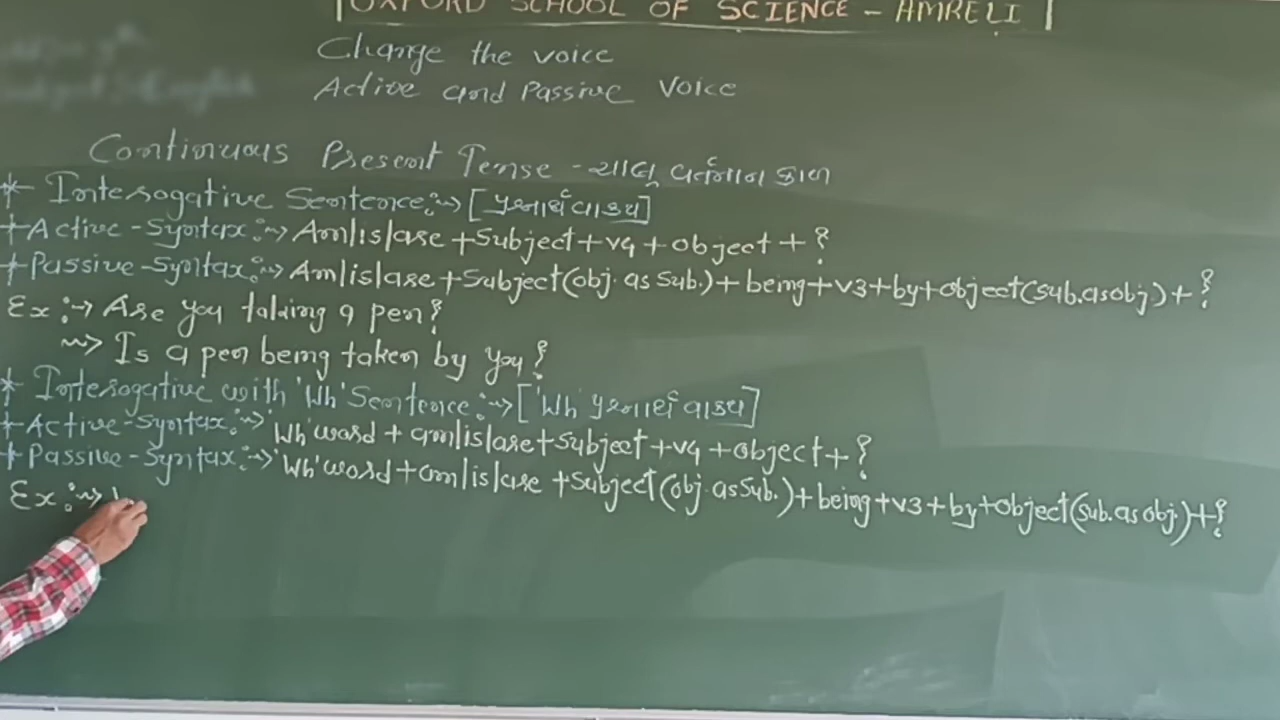 OXFORD SCHOOL OF SCIENCE - AMRELI
Change the voice
Active and Passive Voice
Continuous Present Tense - ચાલુ વર્તમાન કાળ
* Interogative Sentence:→ [પ્રશ્નાર્થ વાક્ય]
+ Active-Syntax:→ Am/is/are + Subject + v4 + object + ?
+ Passive-Syntax:→ Am/is/are + Subject (obj. as Sub.) + being + v3 + by + object (sub. as obj.) + ?
Ex:→ Are you taking a pen?
→ Is a pen being taken by you?
* Interogative with 'Wh' Sentence:→ ['Wh' પ્રશ્નાર્થ વાક્ય]
+ Active-Syntax:→ 'Wh' word + am/is/are + Subject + v4 + object + ?
+ Passive-Syntax:→ 'Wh' word + am/is/are + Subject (obj. as Sub.) + being + v3 + by + object (sub. as obj.) + ?
Ex:→